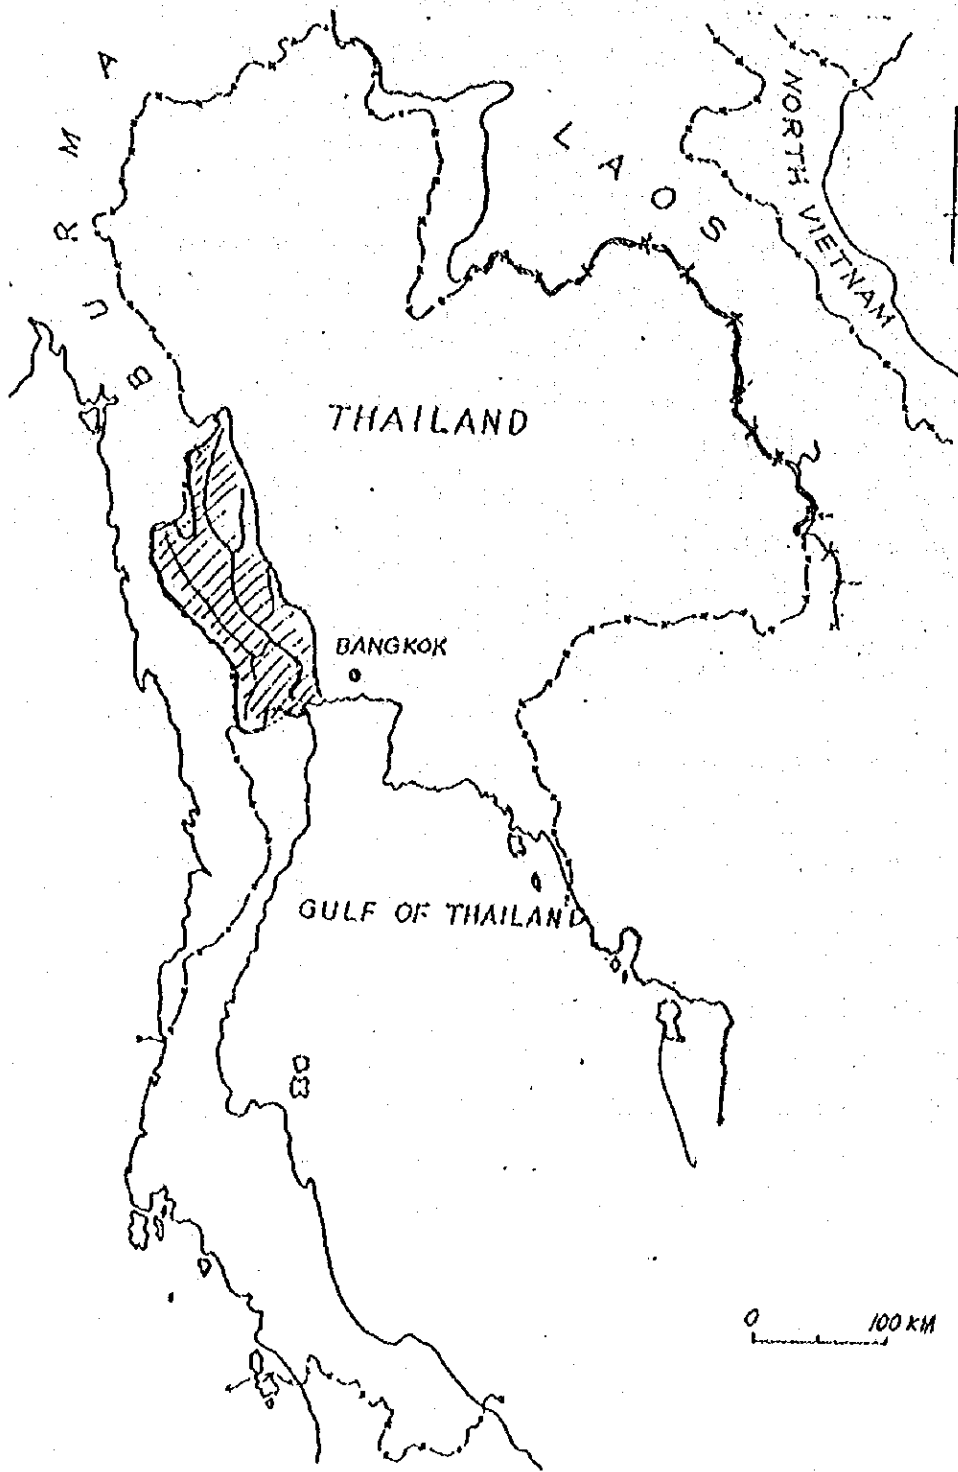 BURMA
LAOS
NORTH VIETNAM
THAILAND
BANGKOK
GULF OF THAILAND
0 100 KM